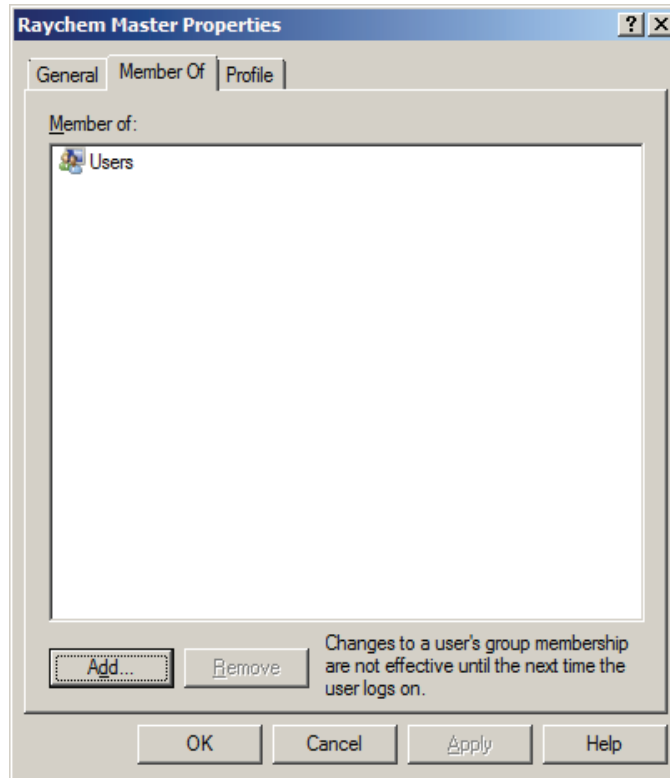 Raychem Master Properties
General Member Of Profile
Member of:
Users
Add... Remove
Changes to a user's group membership
are not effective until the next time the
user logs on.
OK Cancel Apply Help